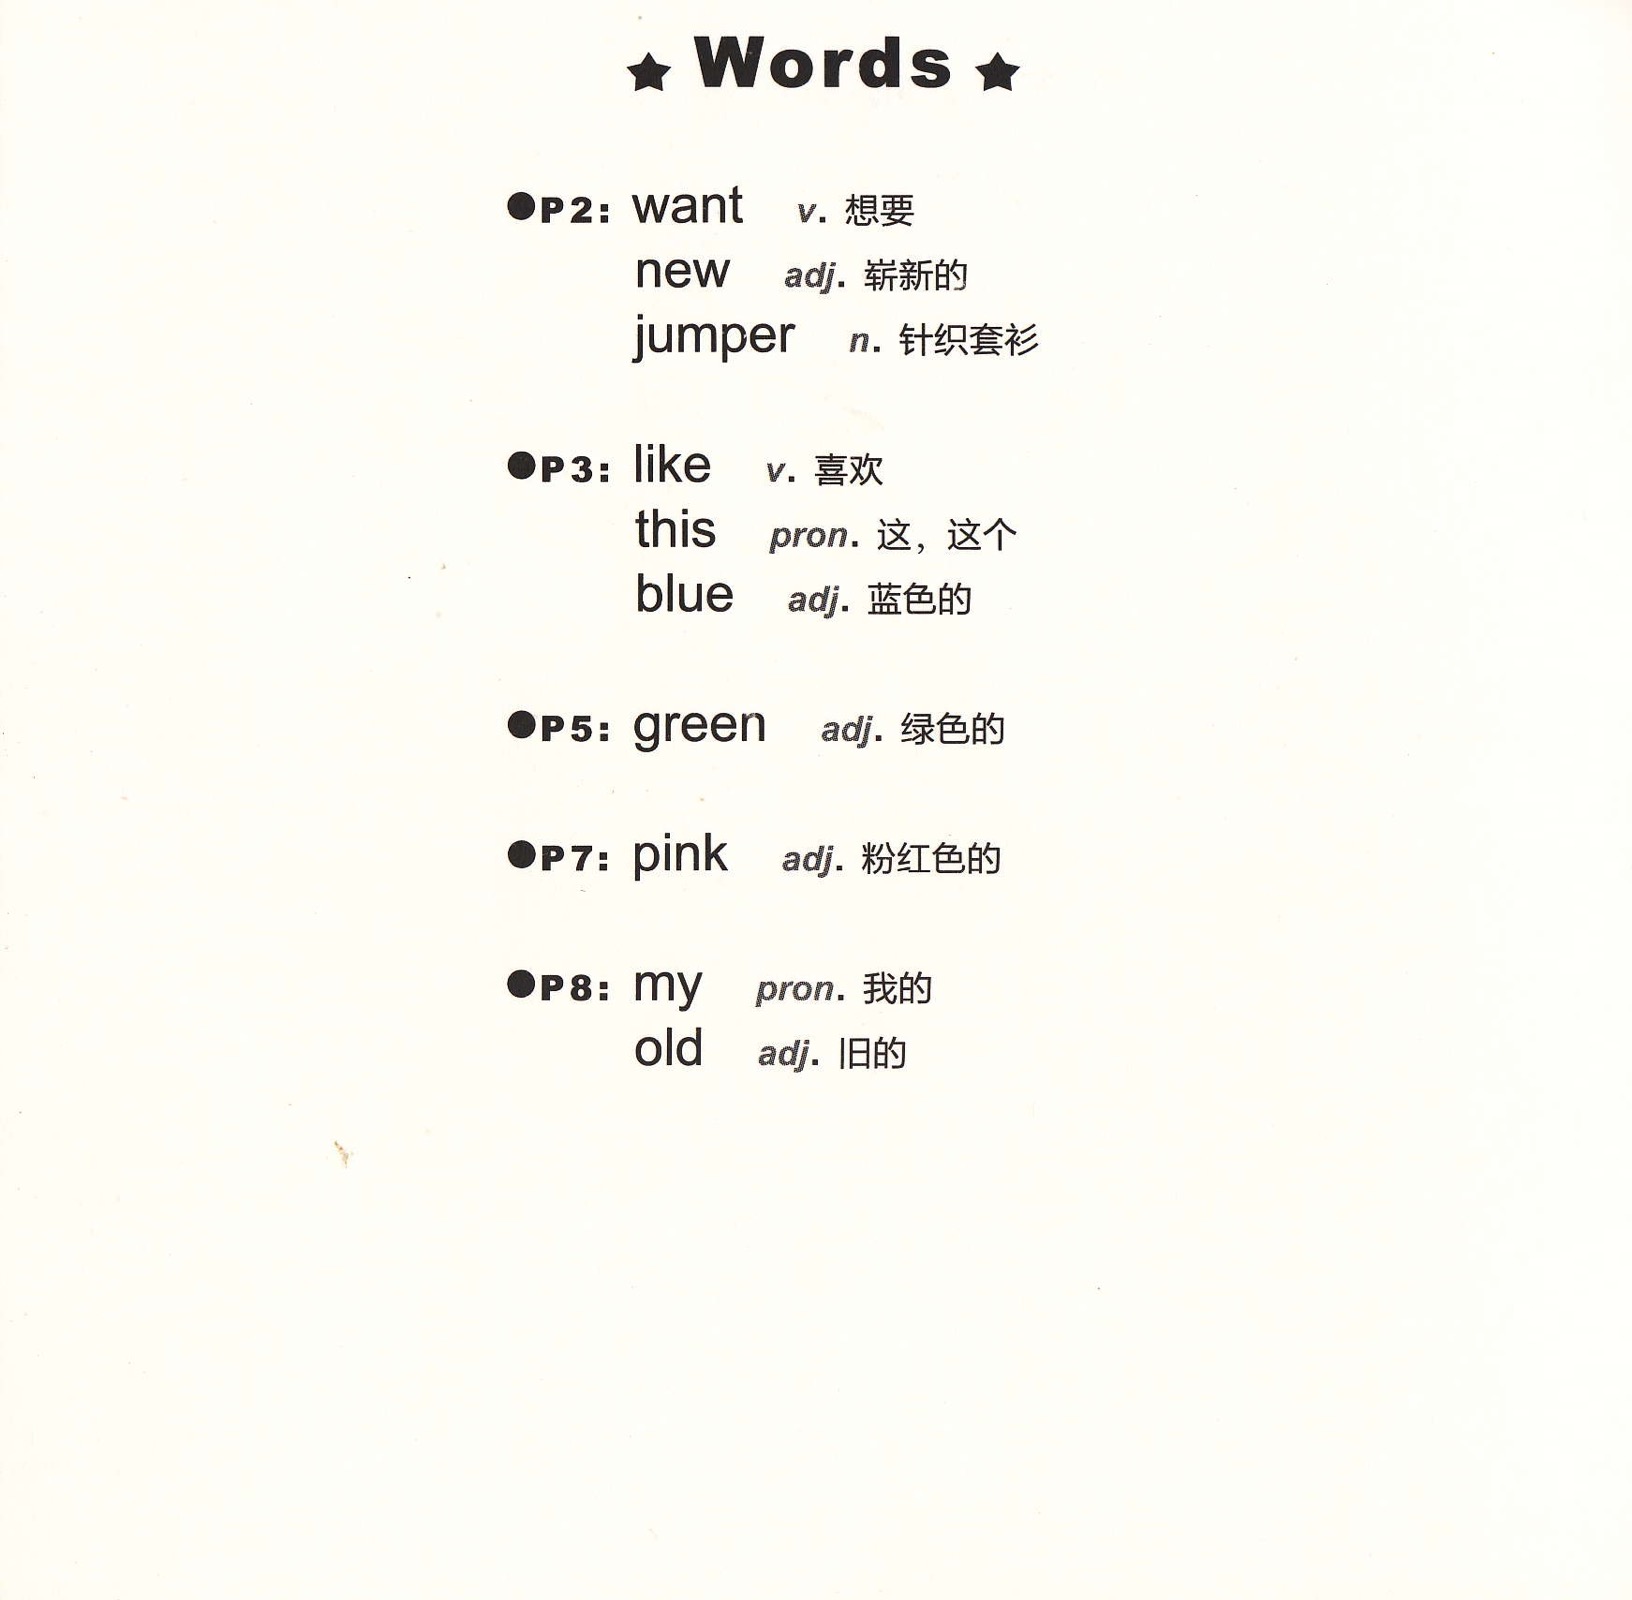 ★ Words ★
●P2: want v. 想要
new adj. 崭新的
jumper n. 针织套衫
●P3: like v. 喜欢
this pron. 这，这个
blue adj. 蓝色的
●P5: green adj. 绿色的
●P7: pink adj. 粉红色的
●P8: my pron. 我的
old adj. 旧的